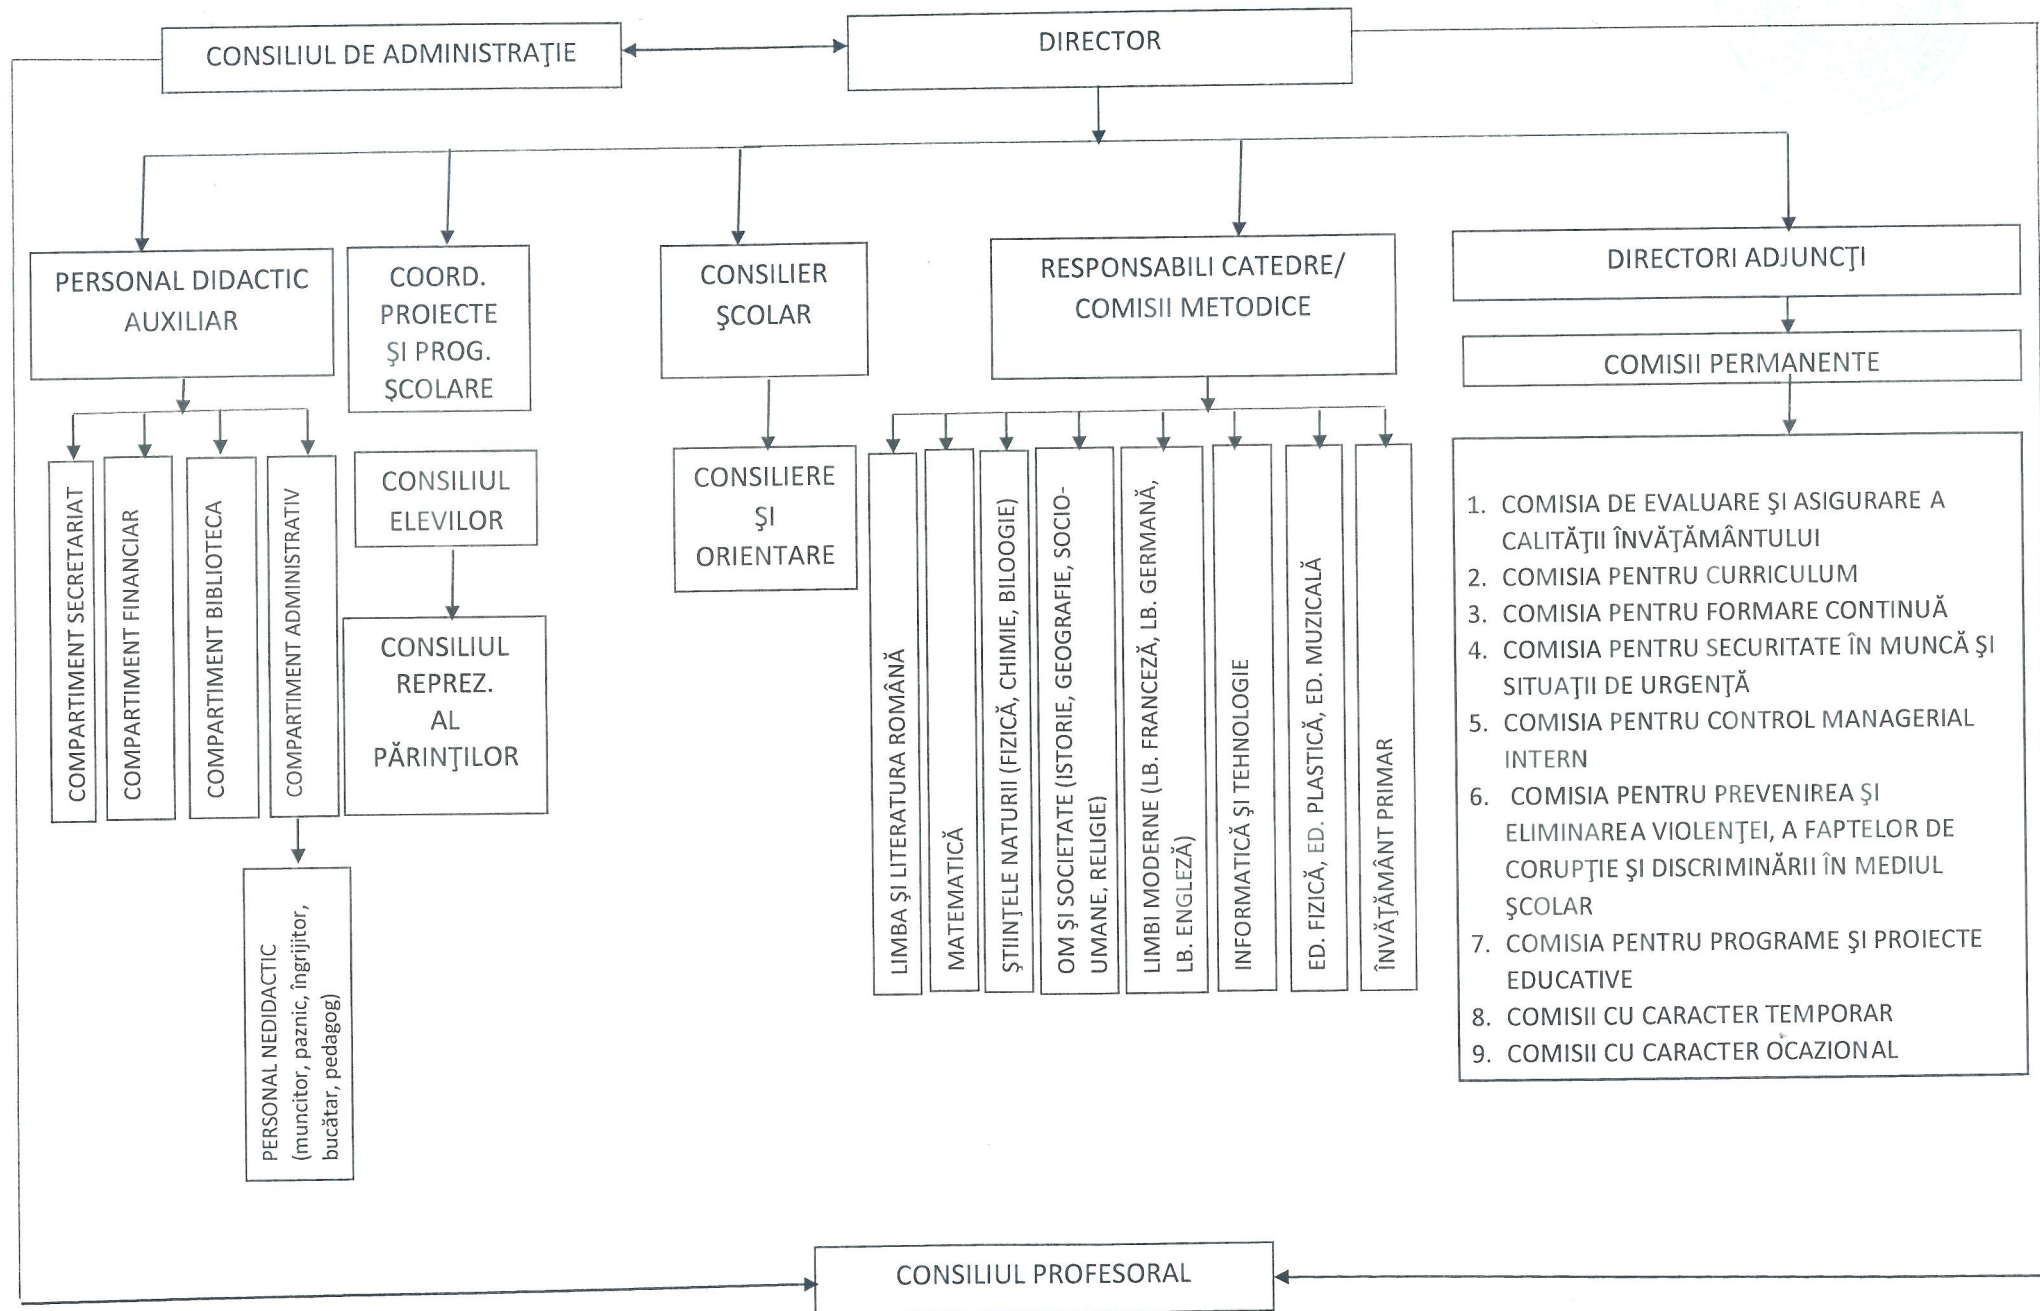 CONSILIUL DE ADMINISTRAŢIE
DIRECTOR
PERSONAL DIDACTIC
AUXILIAR
COORD.
PROIECTE
ŞI PROG.
ŞCOLARE
CONSILIER
ŞCOLAR
RESPONSABILI CATEDRE/
COMISII METODICE
DIRECTORI ADJUNCŢI
COMISII PERMANENTE
COMPARTIMENT SECRETARIAT
COMPARTIMENT FINANCIAR
COMPARTIMENT BIBLIOTECA
COMPARTIMENT ADMINISTRATIV
PERSONAL NEDIDACTIC
(muncitor, paznic, îngrijitor,
bucătar, pedagog)
CONSILIUL
ELEVILOR
CONSILIUL
REPREZ.
AL
PĂRINŢILOR
CONSILIERE
ŞI
ORIENTARE
LIMBA ŞI LITERATURA ROMÂNĂ
MATEMATICĂ
ŞTIINŢELE NATURII (FIZICĂ, CHIMIE, BILOOGIE)
OM ŞI SOCIETATE (ISTORIE, GEOGRAFIE, SOCIO-
UMANE, RELIGIE)
LIMBI MODERNE (LB. FRANCEZĂ, LB. GERMANĂ,
LB. ENGLEZĂ)
INFORMATICĂ ŞI TEHNOLOGIE
ED. FIZICĂ, ED. PLASTICĂ, ED. MUZICALĂ
ÎNVĂŢĂMÂNT PRIMAR
1. COMISIA DE EVALUARE ŞI ASIGURARE A
CALITĂŢII ÎNVĂŢĂMÂNTULUI
2. COMISIA PENTRU CURRICULUM
3. COMISIA PENTRU FORMARE CONTINUĂ
4. COMISIA PENTRU SECURITATE ÎN MUNCĂ ŞI
SITUAŢII DE URGENŢĂ
5. COMISIA PENTRU CONTROL MANAGERIAL
INTERN
6. COMISIA PENTRU PREVENIREA ŞI
ELIMINAREA VIOLENŢEI, A FAPTELOR DE
CORUPŢIE ŞI DISCRIMINĂRII ÎN MEDIUL
ŞCOLAR
7. COMISIA PENTRU PROGRAME ŞI PROIECTE
EDUCATIVE
8. COMISII CU CARACTER TEMPORAR
9. COMISII CU CARACTER OCAZIONAL
CONSILIUL PROFESORAL